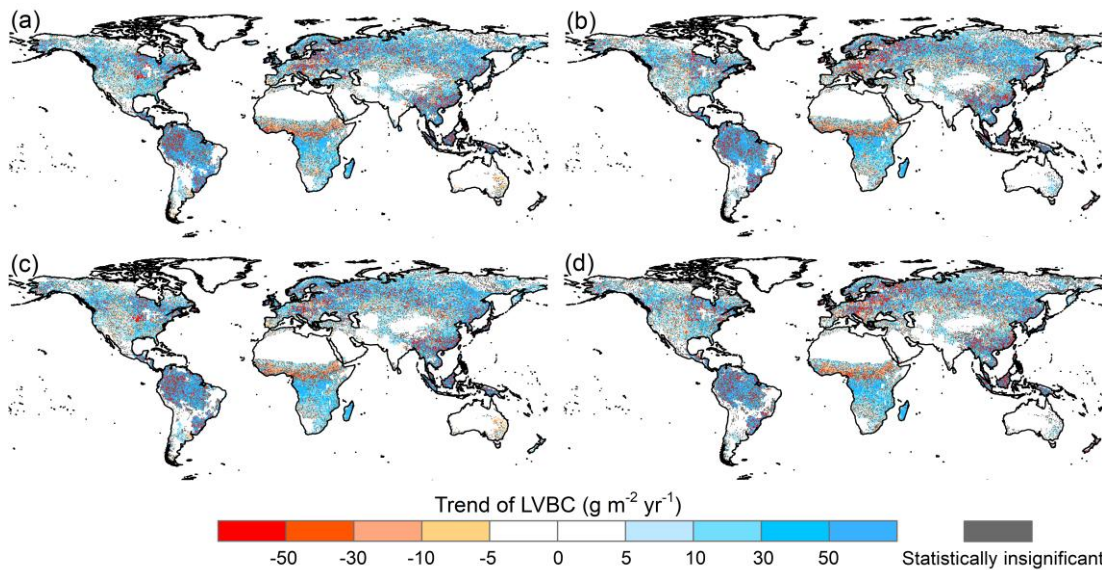 (a) (b)
(c) (d)
Trend of LVBC (g m⁻² yr⁻¹)
-50 -30 -10 -5 0 5 10 30 50 Statistically insignificant